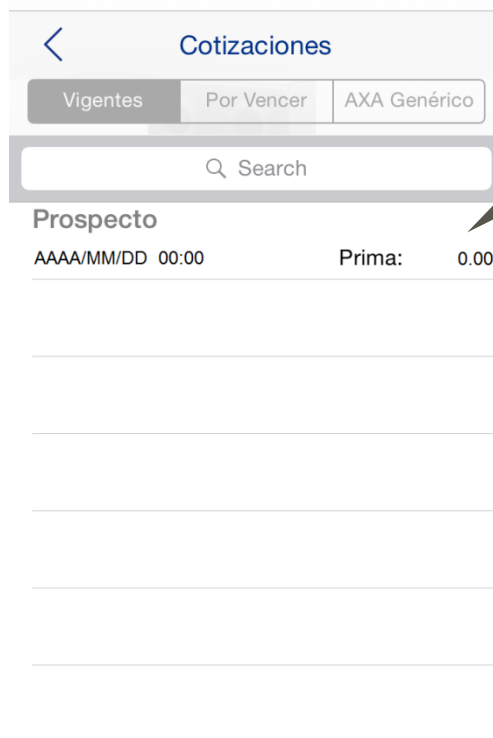 Cotizaciones
Vigentes Por Vencer AXA Genérico
Search
Prospecto
AAAA/MM/DD 00:00 Prima: 0.00